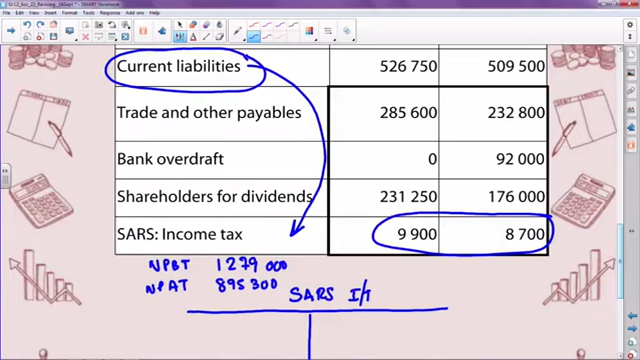 Gr12_Acc_22_Revising_16Sept * - SMART Notebook
File Edit View Insert Format Tools Add-ons Help
Current liabilities 526 750 509 500
Trade and other payables 285 600 232 800
Bank overdraft 0 92 000
Shareholders for dividends 231 250 176 000
SARS: Income tax 9 900 8 700
NPBT 1 279 000
NPAT 895 300
SARS I/T